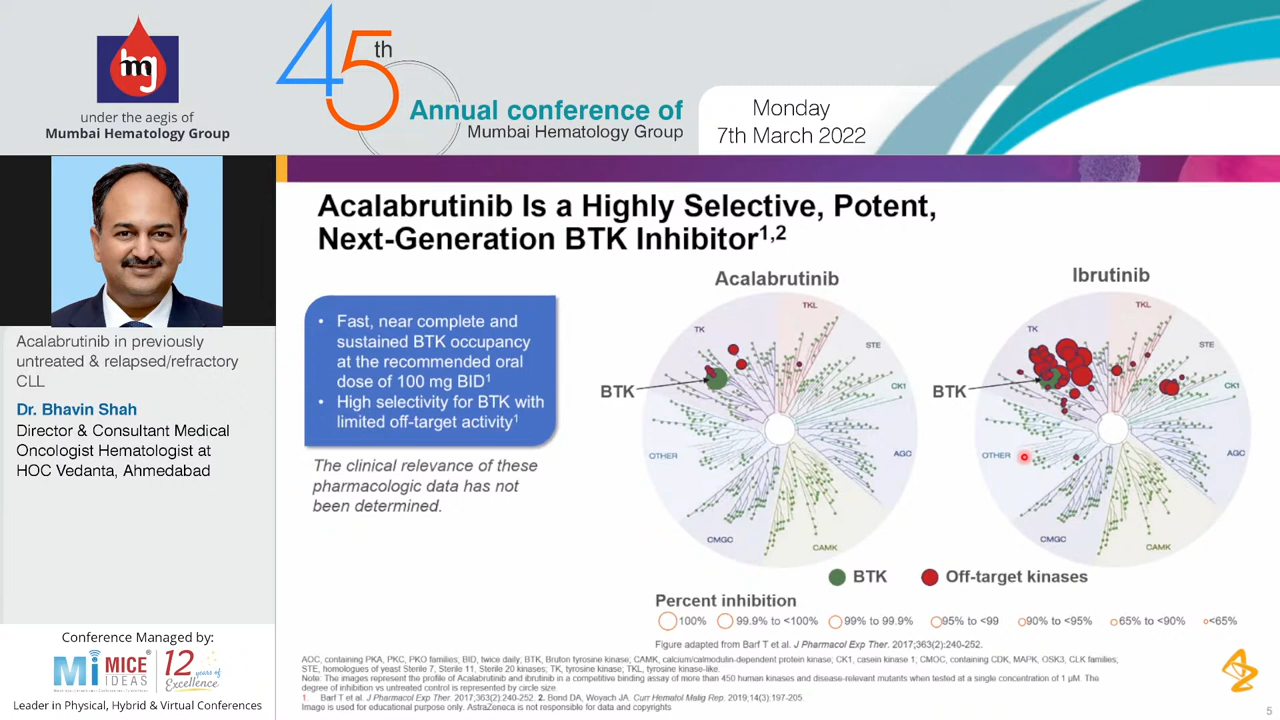 hmg
under the aegis of
Mumbai Hematology Group
45th
Annual conference of
Mumbai Hematology Group
Monday
7th March 2022
Acalabrutinib in previously
untreated & relapsed/refractory
CLL
Dr. Bhavin Shah
Director & Consultant Medical
Oncologist Hematologist at
HOC Vedanta, Ahmedabad
Conference Managed by:
Mi MICE IDEAS
12 years of Excellence
Leader in Physical, Hybrid & Virtual Conferences
Acalabrutinib Is a Highly Selective, Potent,
Next-Generation BTK Inhibitor1,2
• Fast, near complete and
sustained BTK occupancy
at the recommended oral
dose of 100 mg BID1
• High selectivity for BTK with
limited off-target activity1
The clinical relevance of these
pharmacologic data has not
been determined.
Acalabrutinib
TKL
TK
STE
BTK
CK1
OTHER
AGC
CMGC
CAMK
Ibrutinib
TKL
TK
STE
BTK
CK1
OTHER
AGC
CMGC
CAMK
BTK
Off-target kinases
Percent inhibition
100% 99.9% to <100% 99% to 99.9% 95% to <99 90% to <95% 65% to <90% <65%
Figure adapted from Barf T et al. J Pharmacol Exp Ther. 2017;363(2):240-252.
AOC, containing PKA, PKC, PKO families; BID, twice daily; BTK, Bruton tyrosine kinase; CAMK, calcium/calmodulin-dependent protein kinase; CK1, casein kinase 1; CMOC, containing CDK, MAPK, OSK3, CLK families;
STE, homologues of yeast Sterile 7, Sterile 11, Sterile 20 kinases; TK, tyrosine kinase; TKL, tyrosine kinase-like.
Note: The images represent the profile of Acalabrutinib and ibrutinib in a competitive binding assay of more than 450 human kinases and disease-relevant mutants when tested at a single concentration of 1 µM. The
degree of inhibition vs untreated control is represented by circle size.
1. Barf T et al. J Pharmacol Exp Ther. 2017;363(2):240-252. 2. Bond DA, Woyach JA. Curr Hematol Malig Rep. 2019;14(3):197-205.
Image is used for educational purpose only. AstraZeneca is not responsible for data and copyrights
5